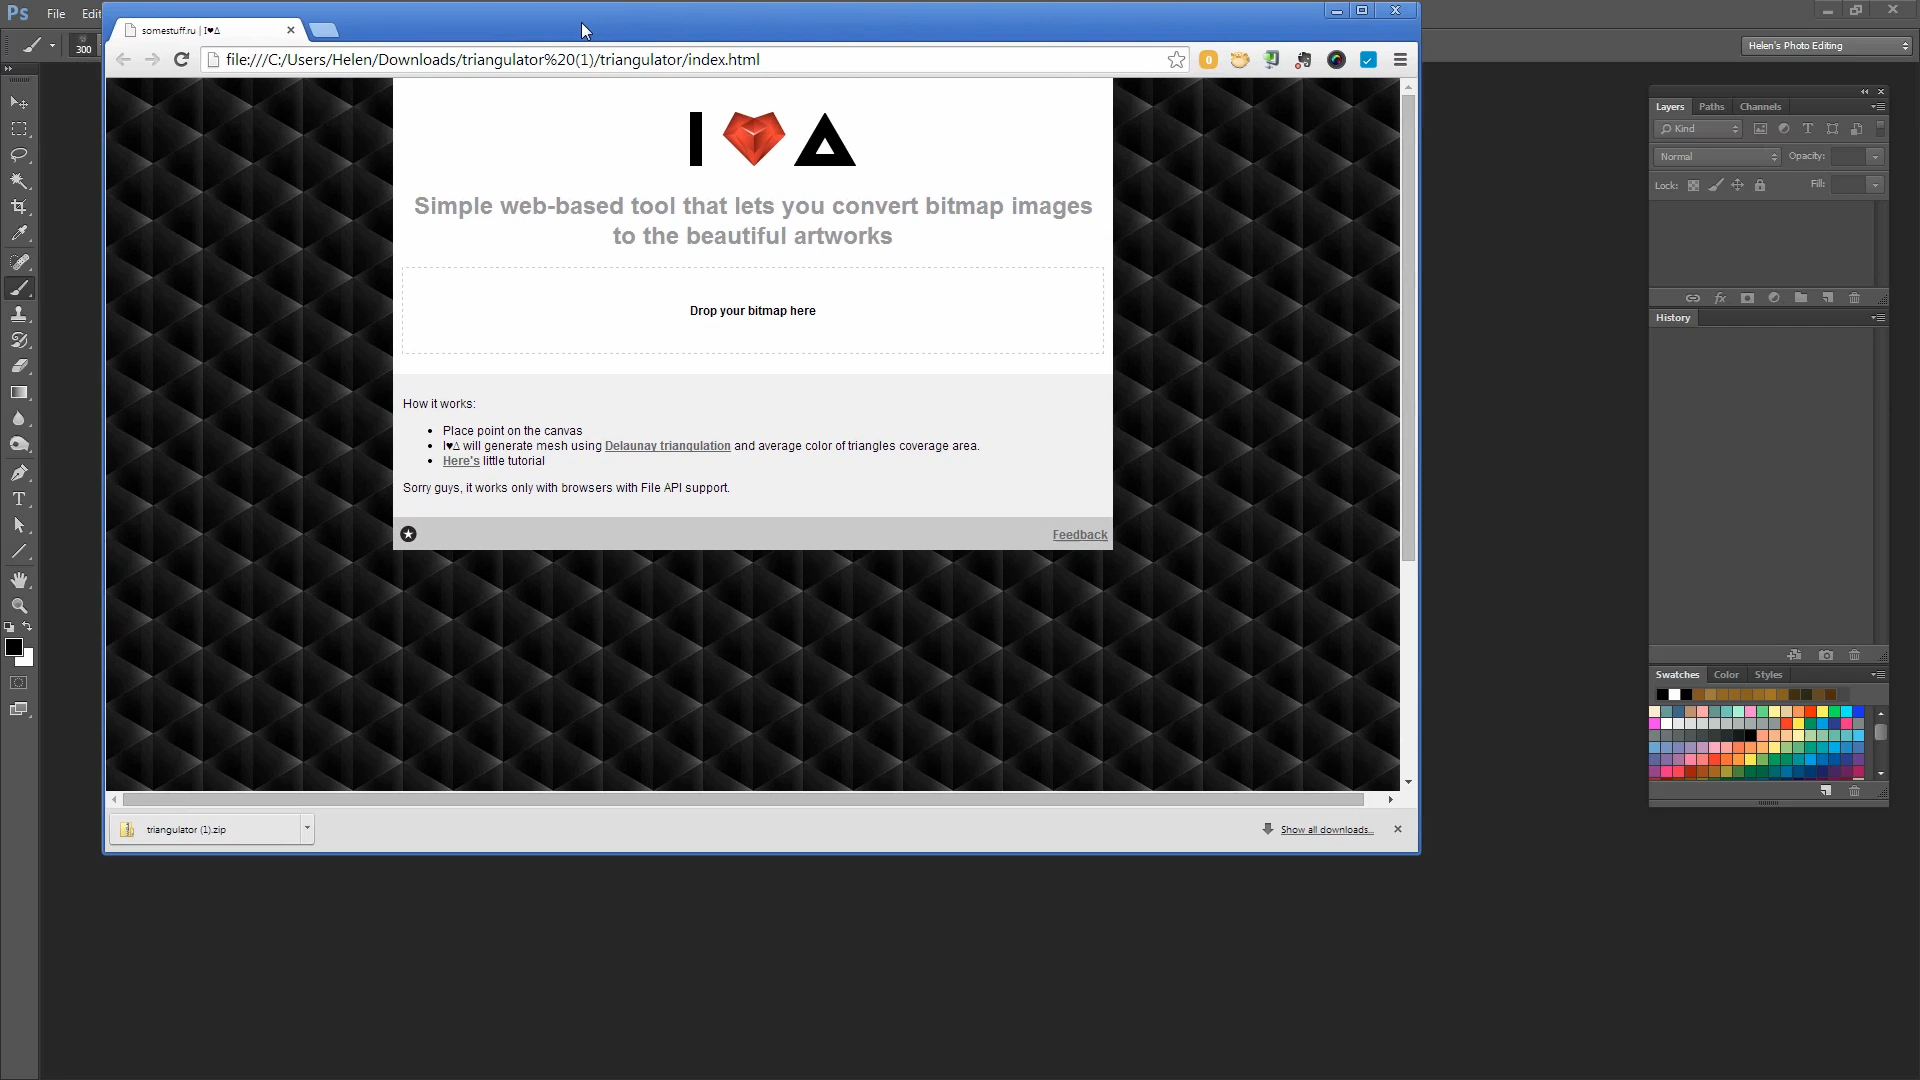 Ps File Edit
300
Helen's Photo Editing
somestuff.ru | I♥Δ
file:///C:/Users/Helen/Downloads/triangulator%20(1)/triangulator/index.html
0
I
Simple web-based tool that lets you convert bitmap images
to the beautiful artworks
Drop your bitmap here
How it works:
• Place point on the canvas
• I♥Δ will generate mesh using Delaunay triangulation and average color of triangles coverage area.
• Here's little tutorial
Sorry guys, it works only with browsers with File API support.
Feedback
triangulator (1).zip
Show all downloads...
Layers Paths Channels
Kind
Normal Opacity:
Lock: Fill:
fx
History
Swatches Color Styles